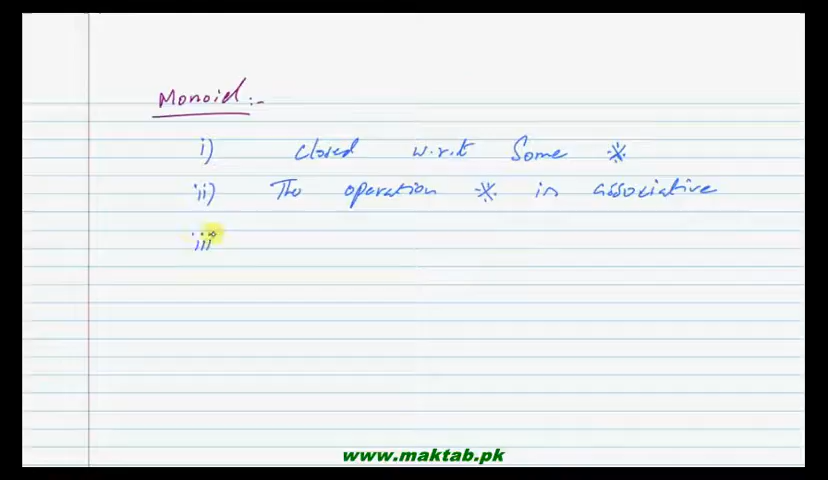 Monoid:-
i) Closed w.r.t Some *
ii) The operation * is associative
iii
www.maktab.pk